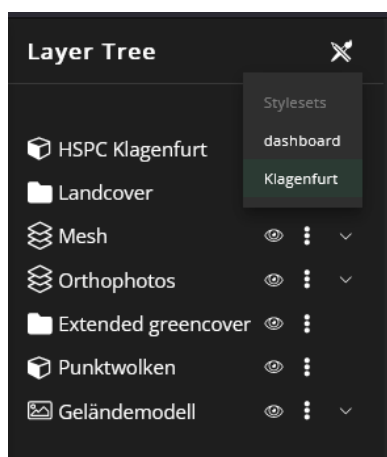 Layer Tree
Stylesets
dashboard
Klagenfurt
HSPC Klagenfurt
Landcover
Mesh
Orthophotos
Extended greencover
Punktwolken
Geländemodell